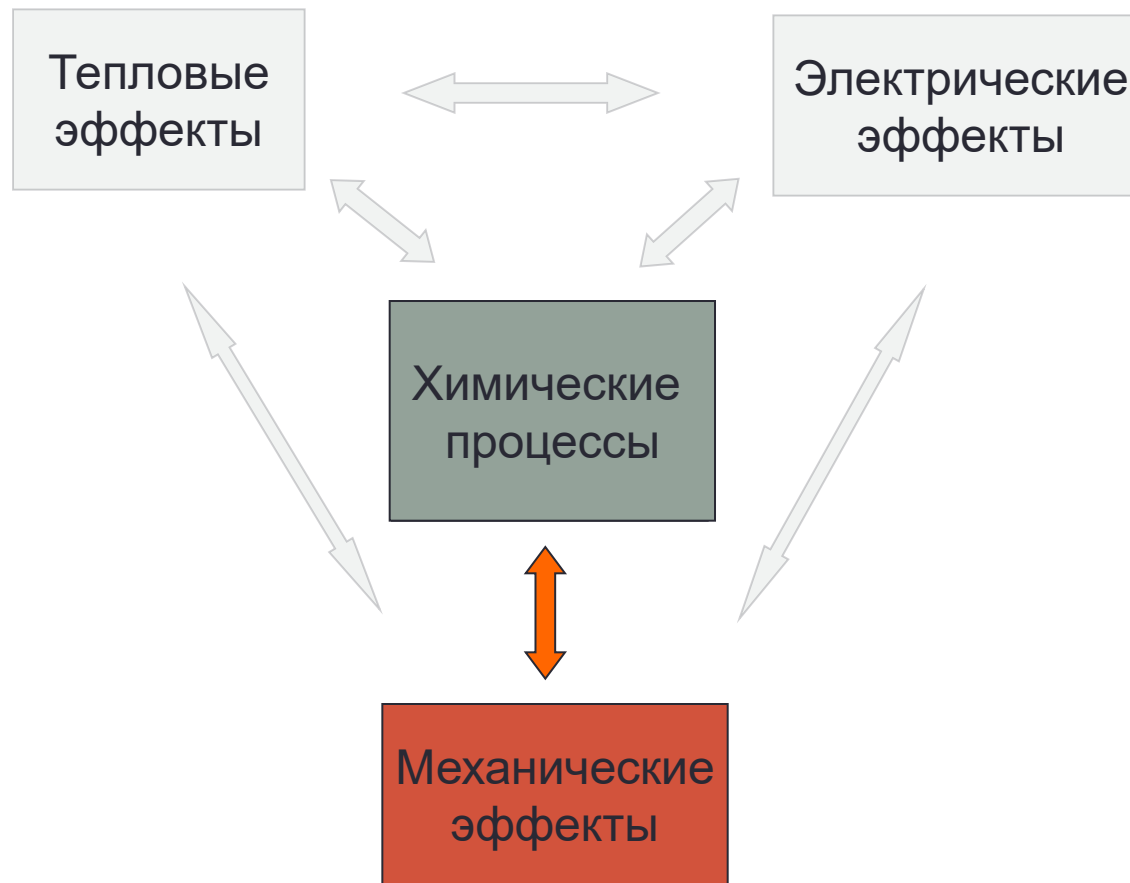 Тепловые
эффекты
Электрические
эффекты
Химические
процессы
Механические
эффекты